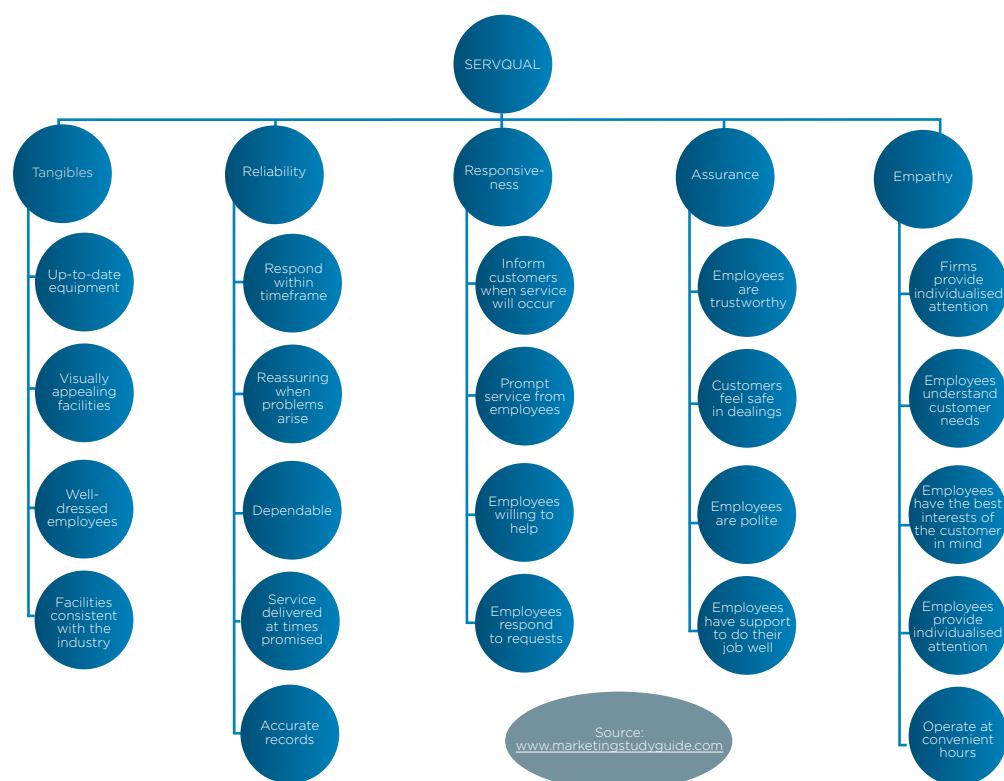 SERVQUAL
Tangibles
Reliability
Responsive-
ness
Assurance
Empathy
Up-to-date
equipment
Visually
appealing
facilities
Well-
dressed
employees
Facilities
consistent
with the
industry
Respond
within
timeframe
Reassuring
when
problems
arise
Dependable
Service
delivered
at times
promised
Accurate
records
Inform
customers
when service
will occur
Prompt
service from
employees
Employees
willing to
help
Employees
respond
to requests
Employees
are
trustworthy
Customers
feel safe
in dealings
Employees
are polite
Employees
have support
to do their
job well
Firms
provide
individualised
attention
Employees
understand
customer
needs
Employees
have the best
interests of
the customer
in mind
Employees
provide
individualised
attention
Operate at
convenient
hours
Source:
www.marketingstudyguide.com